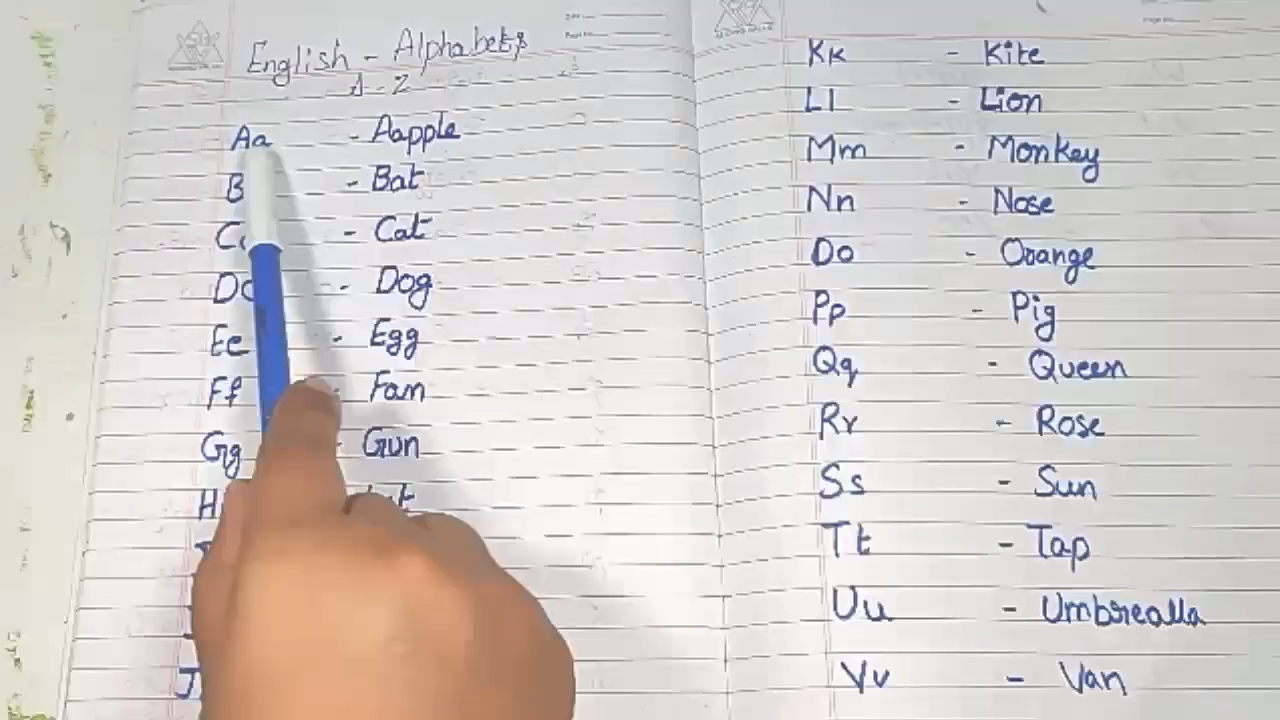 English - Alphabets
A - Z
Aa - Aapple
B - Bat
C - Cat
D - Dog
Ee - Egg
Ff - Fan
Gg - Gun
H
J
Kk - Kite
Ll - Lion
Mm - Monkey
Nn - Nose
Oo - Orange
Pp - Pig
Qq - Queen
Rr - Rose
Ss - Sun
Tt - Tap
Uu - Umbrealla
Vv - Van